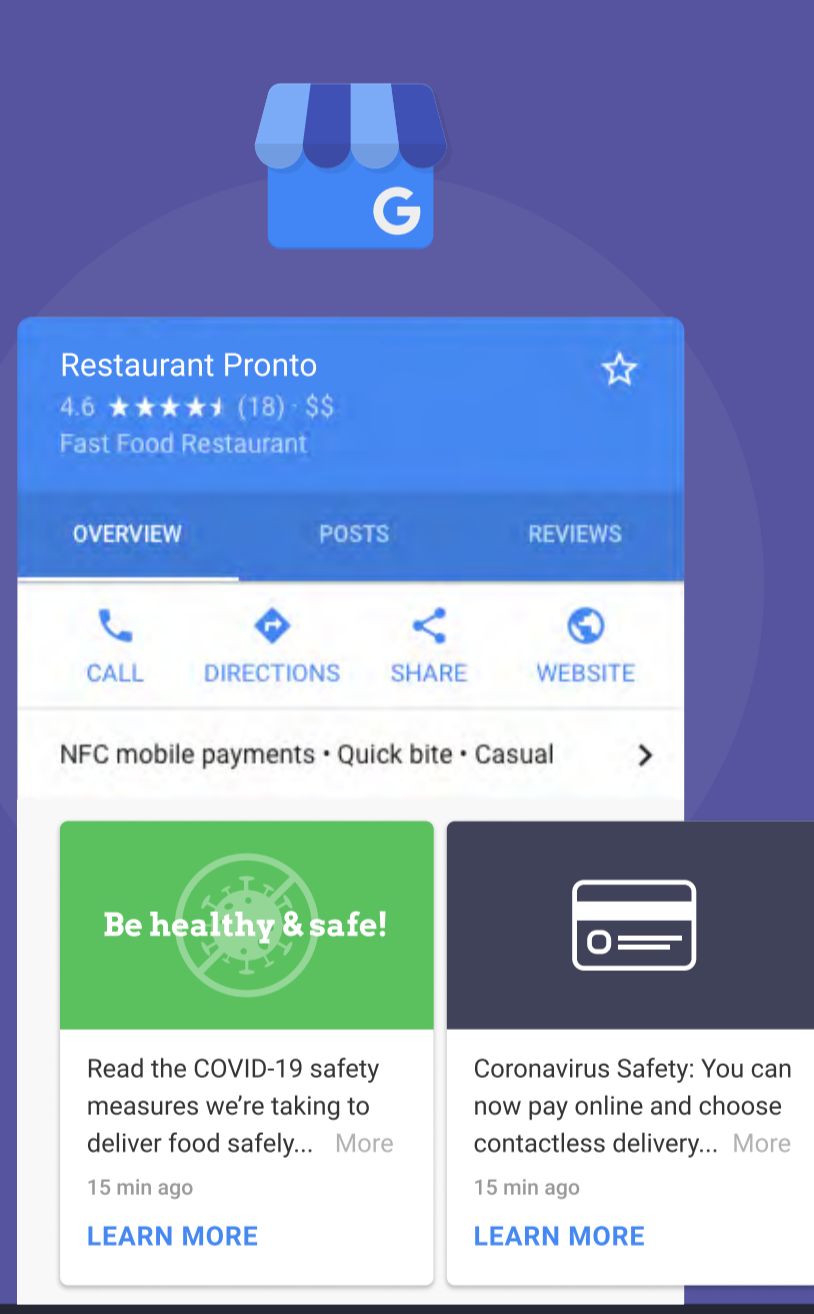 G
Restaurant Pronto
4.6 ★★★★⯨ (18) · $$
Fast Food Restaurant
OVERVIEW POSTS REVIEWS
CALL DIRECTIONS SHARE WEBSITE
NFC mobile payments • Quick bite • Casual
Be healthy & safe!
Read the COVID-19 safety
measures we’re taking to
deliver food safely... More
15 min ago
LEARN MORE
Coronavirus Safety: You can
now pay online and choose
contactless delivery... More
15 min ago
LEARN MORE